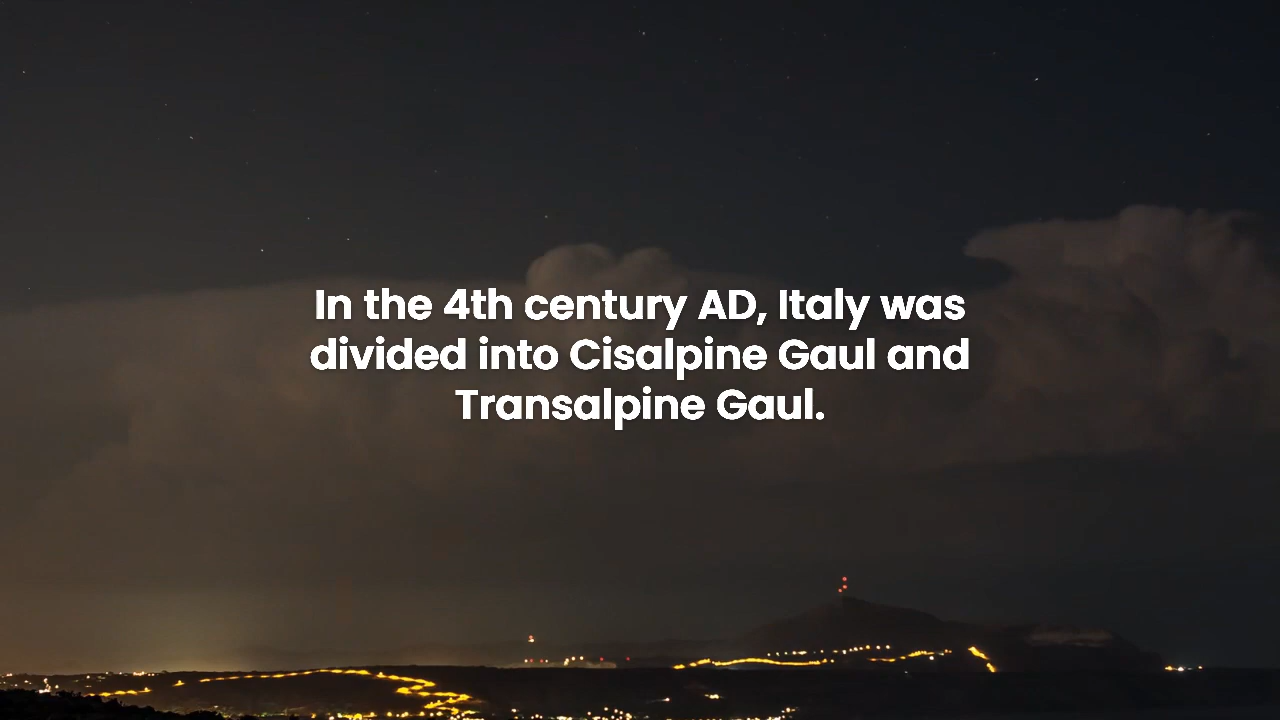 In the 4th century AD, Italy was
divided into Cisalpine Gaul and
Transalpine Gaul.